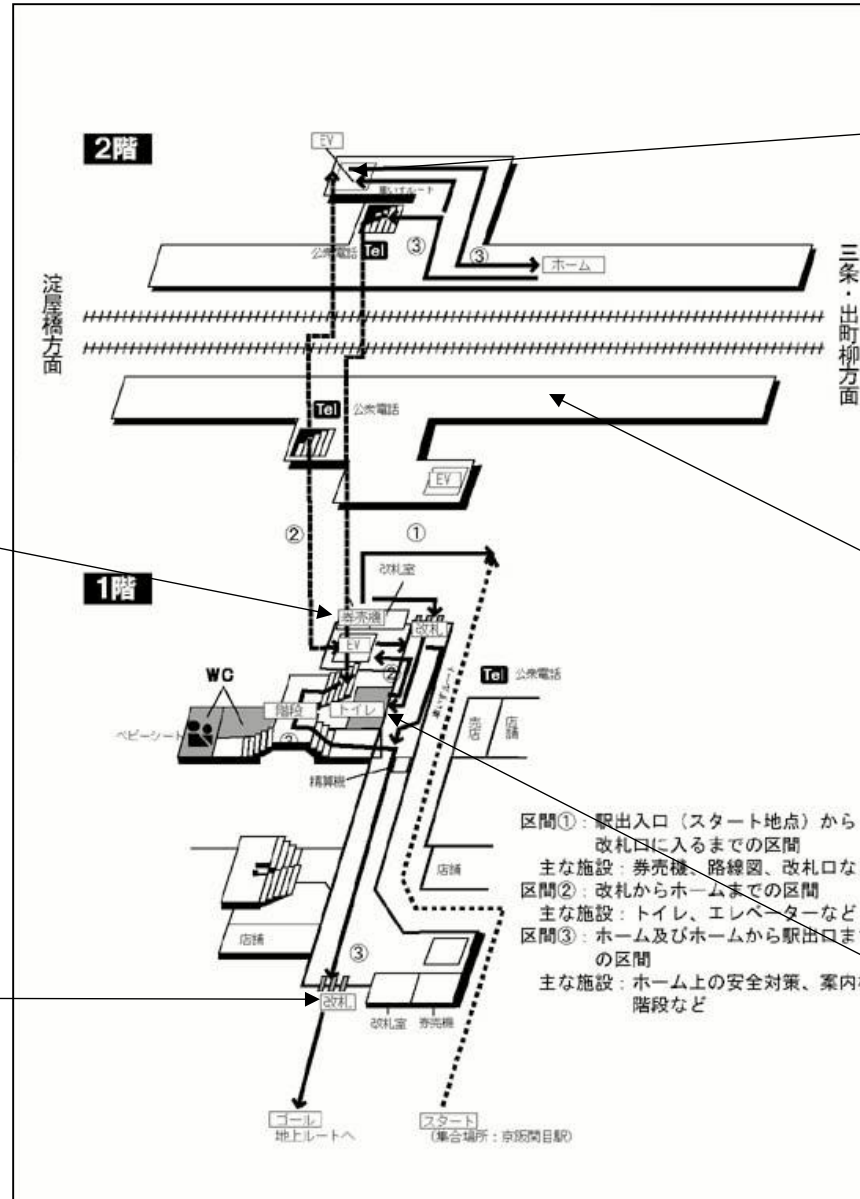 2階
EV
車いすルート
公衆電話 Tel
③
③
ホーム
淀屋橋方面
三条・出町柳方面
Tel 公衆電話
EV
②
①
1階
改札室
券売機
改札
EV
②
車いすルート
WC
Tel 公衆電話
階段
トイレ
売店
店舗
ベビーシート
③
精算機
店舗
店舗
③
改札
改札室
券売機
ゴール
地上ルートへ
スタート
(集合場所:京阪関目駅)
区間①:駅出入口(スタート地点)から
改札口に入るまでの区間
主な施設:券売機、路線図、改札口な
区間②:改札からホームまでの区間
主な施設:トイレ、エレベーターなど
区間③:ホーム及びホームから駅出口ま
の区間
主な施設:ホーム上の安全対策、案内
階段など